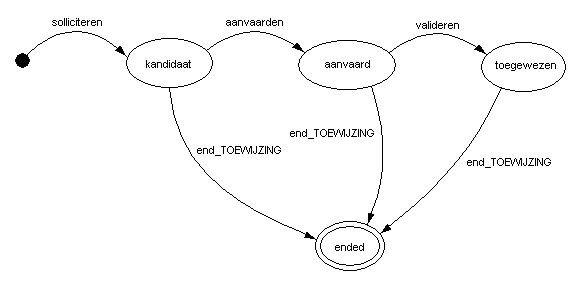 solliciteren
aanvaarden
valideren
kandidaat
aanvaard
toegewezen
end_TOEWIJZING
end_TOEWIJZING
end_TOEWIJZING
ended